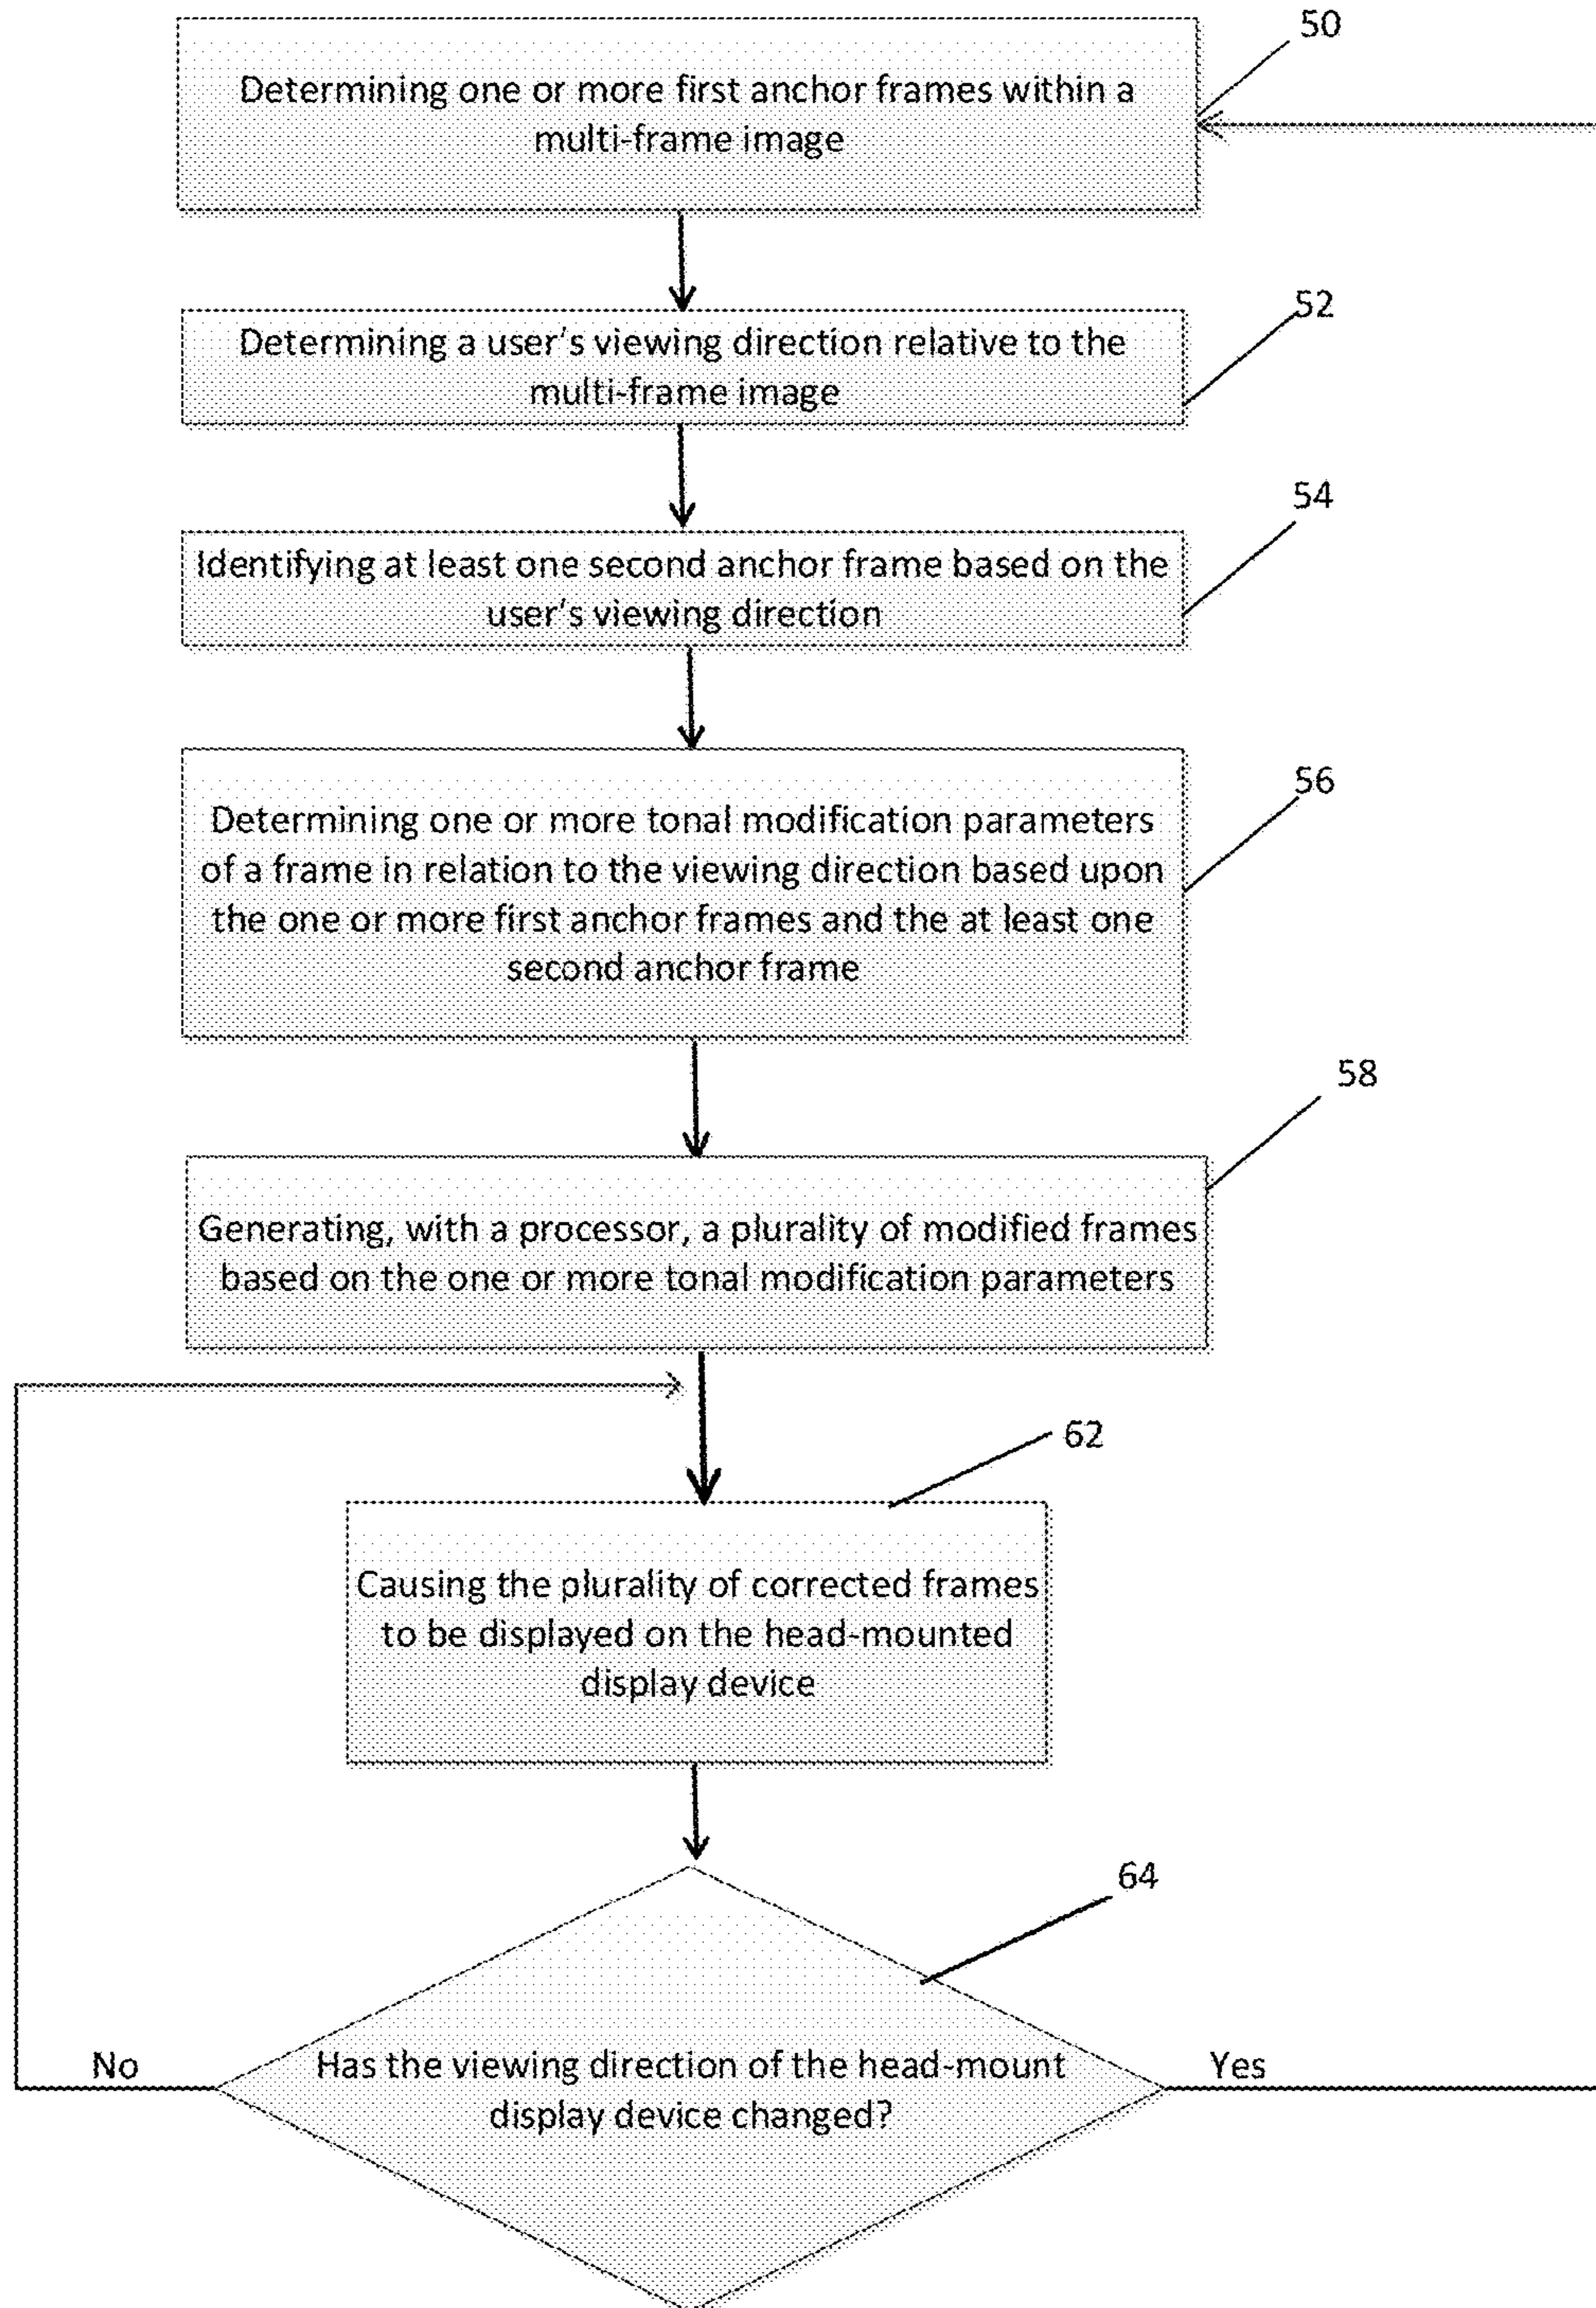 50
Determining one or more first anchor frames within a
multi-frame image
52
Determining a user's viewing direction relative to the
multi-frame image
54
Identifying at least one second anchor frame based on the
user's viewing direction
56
Determining one or more tonal modification parameters
of a frame in relation to the viewing direction based upon
the one or more first anchor frames and the at least one
second anchor frame
58
Generating, with a processor, a plurality of modified frames
based on the one or more tonal modification parameters
62
Causing the plurality of corrected frames
to be displayed on the head-mounted
display device
64
No
Has the viewing direction of the head-mount
display device changed?
Yes